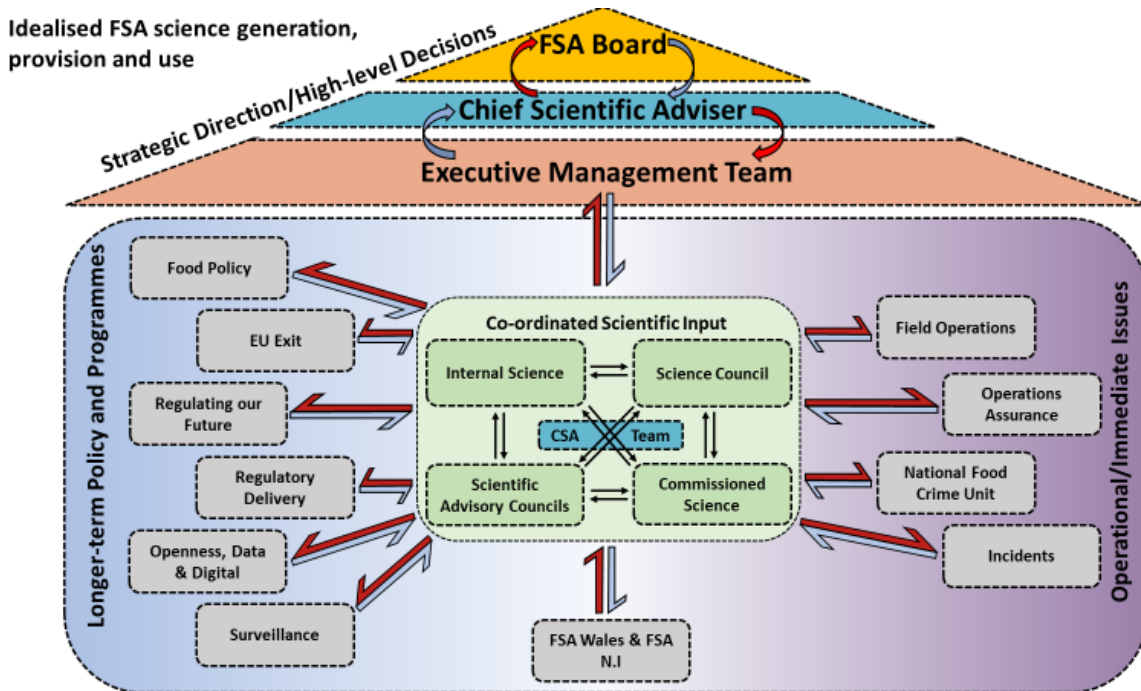 Idealised FSA science generation,
provision and use
Strategic Direction/High-level Decisions
FSA Board
Chief Scientific Adviser
Executive Management Team
Longer-term Policy and Programmes
Food Policy
EU Exit
Regulating our
Future
Regulatory
Delivery
Openness, Data
& Digital
Surveillance
Co-ordinated Scientific Input
Internal Science
Science Council
CSA Team
Scientific
Advisory Councils
Commissioned
Science
FSA Wales & FSA
N.I
Field Operations
Operations
Assurance
National Food
Crime Unit
Incidents
Operational/Immediate Issues